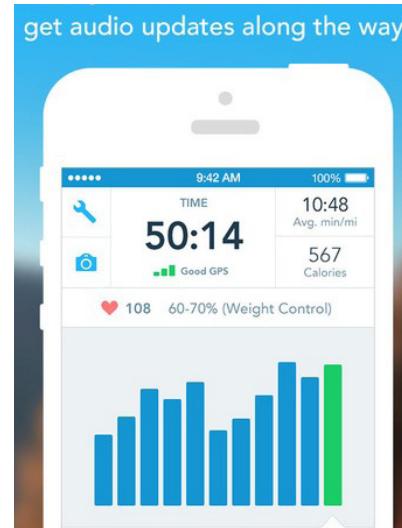 get audio updates along the way
9:42 AM 100%
TIME
50:14
Good GPS
10:48
Avg. min/mi
567
Calories
108 60-70% (Weight Control)